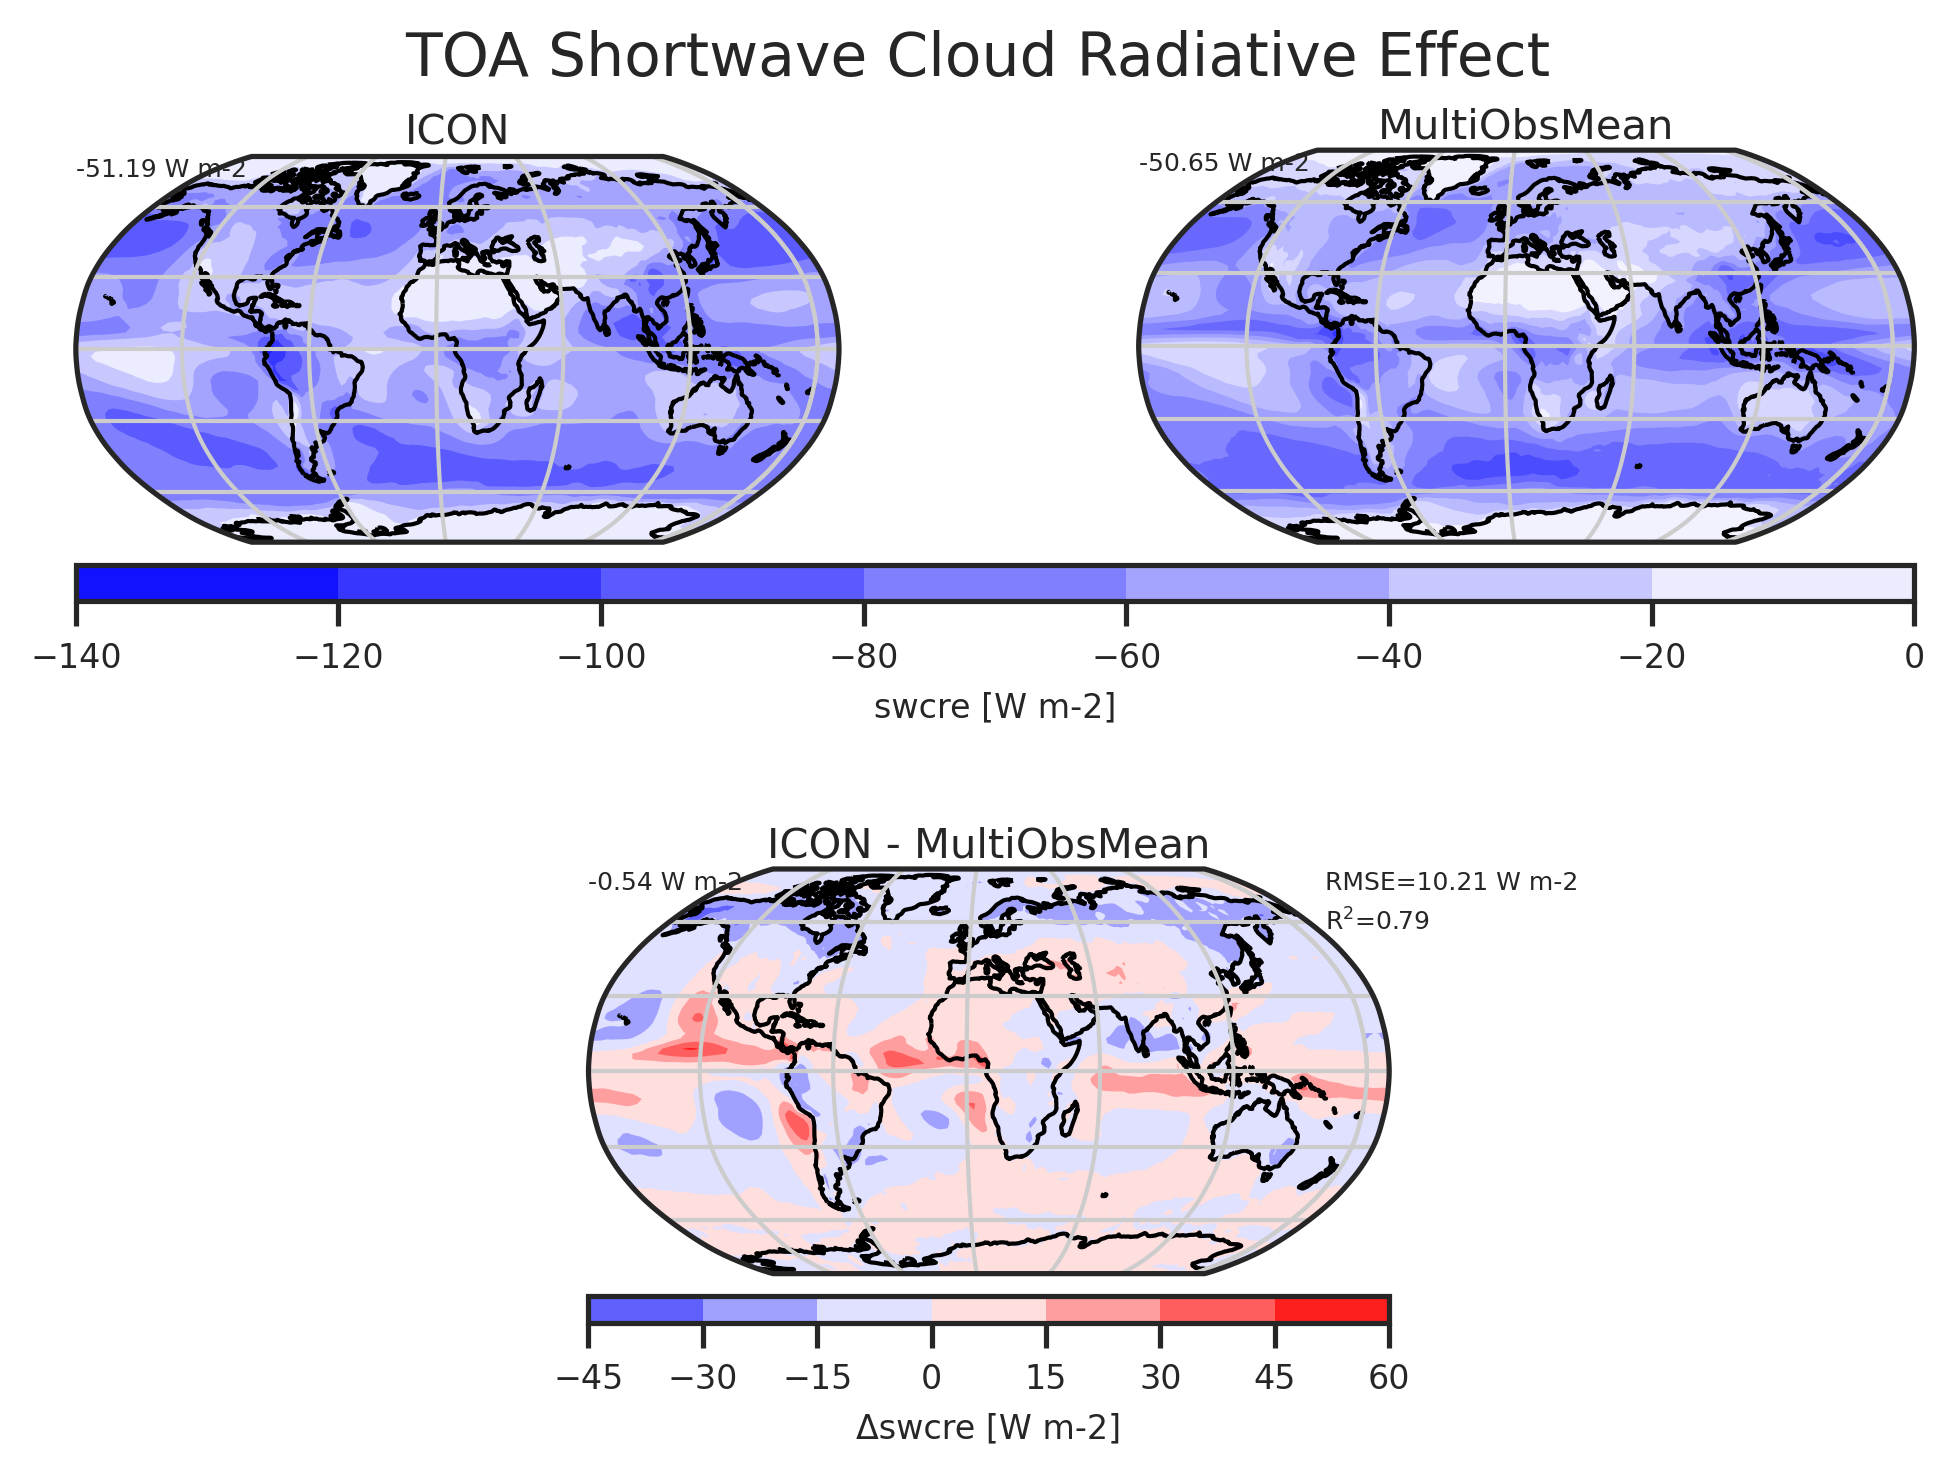 TOA Shortwave Cloud Radiative Effect
ICON
MultiObsMean
-51.19 W m-2
-50.65 W m-2
−140 −120 −100 −80 −60 −40 −20 0
swcre [W m-2]
ICON - MultiObsMean
-0.54 W m-2
RMSE=10.21 W m-2
R²=0.79
−45 −30 −15 0 15 30 45 60
Δswcre [W m-2]